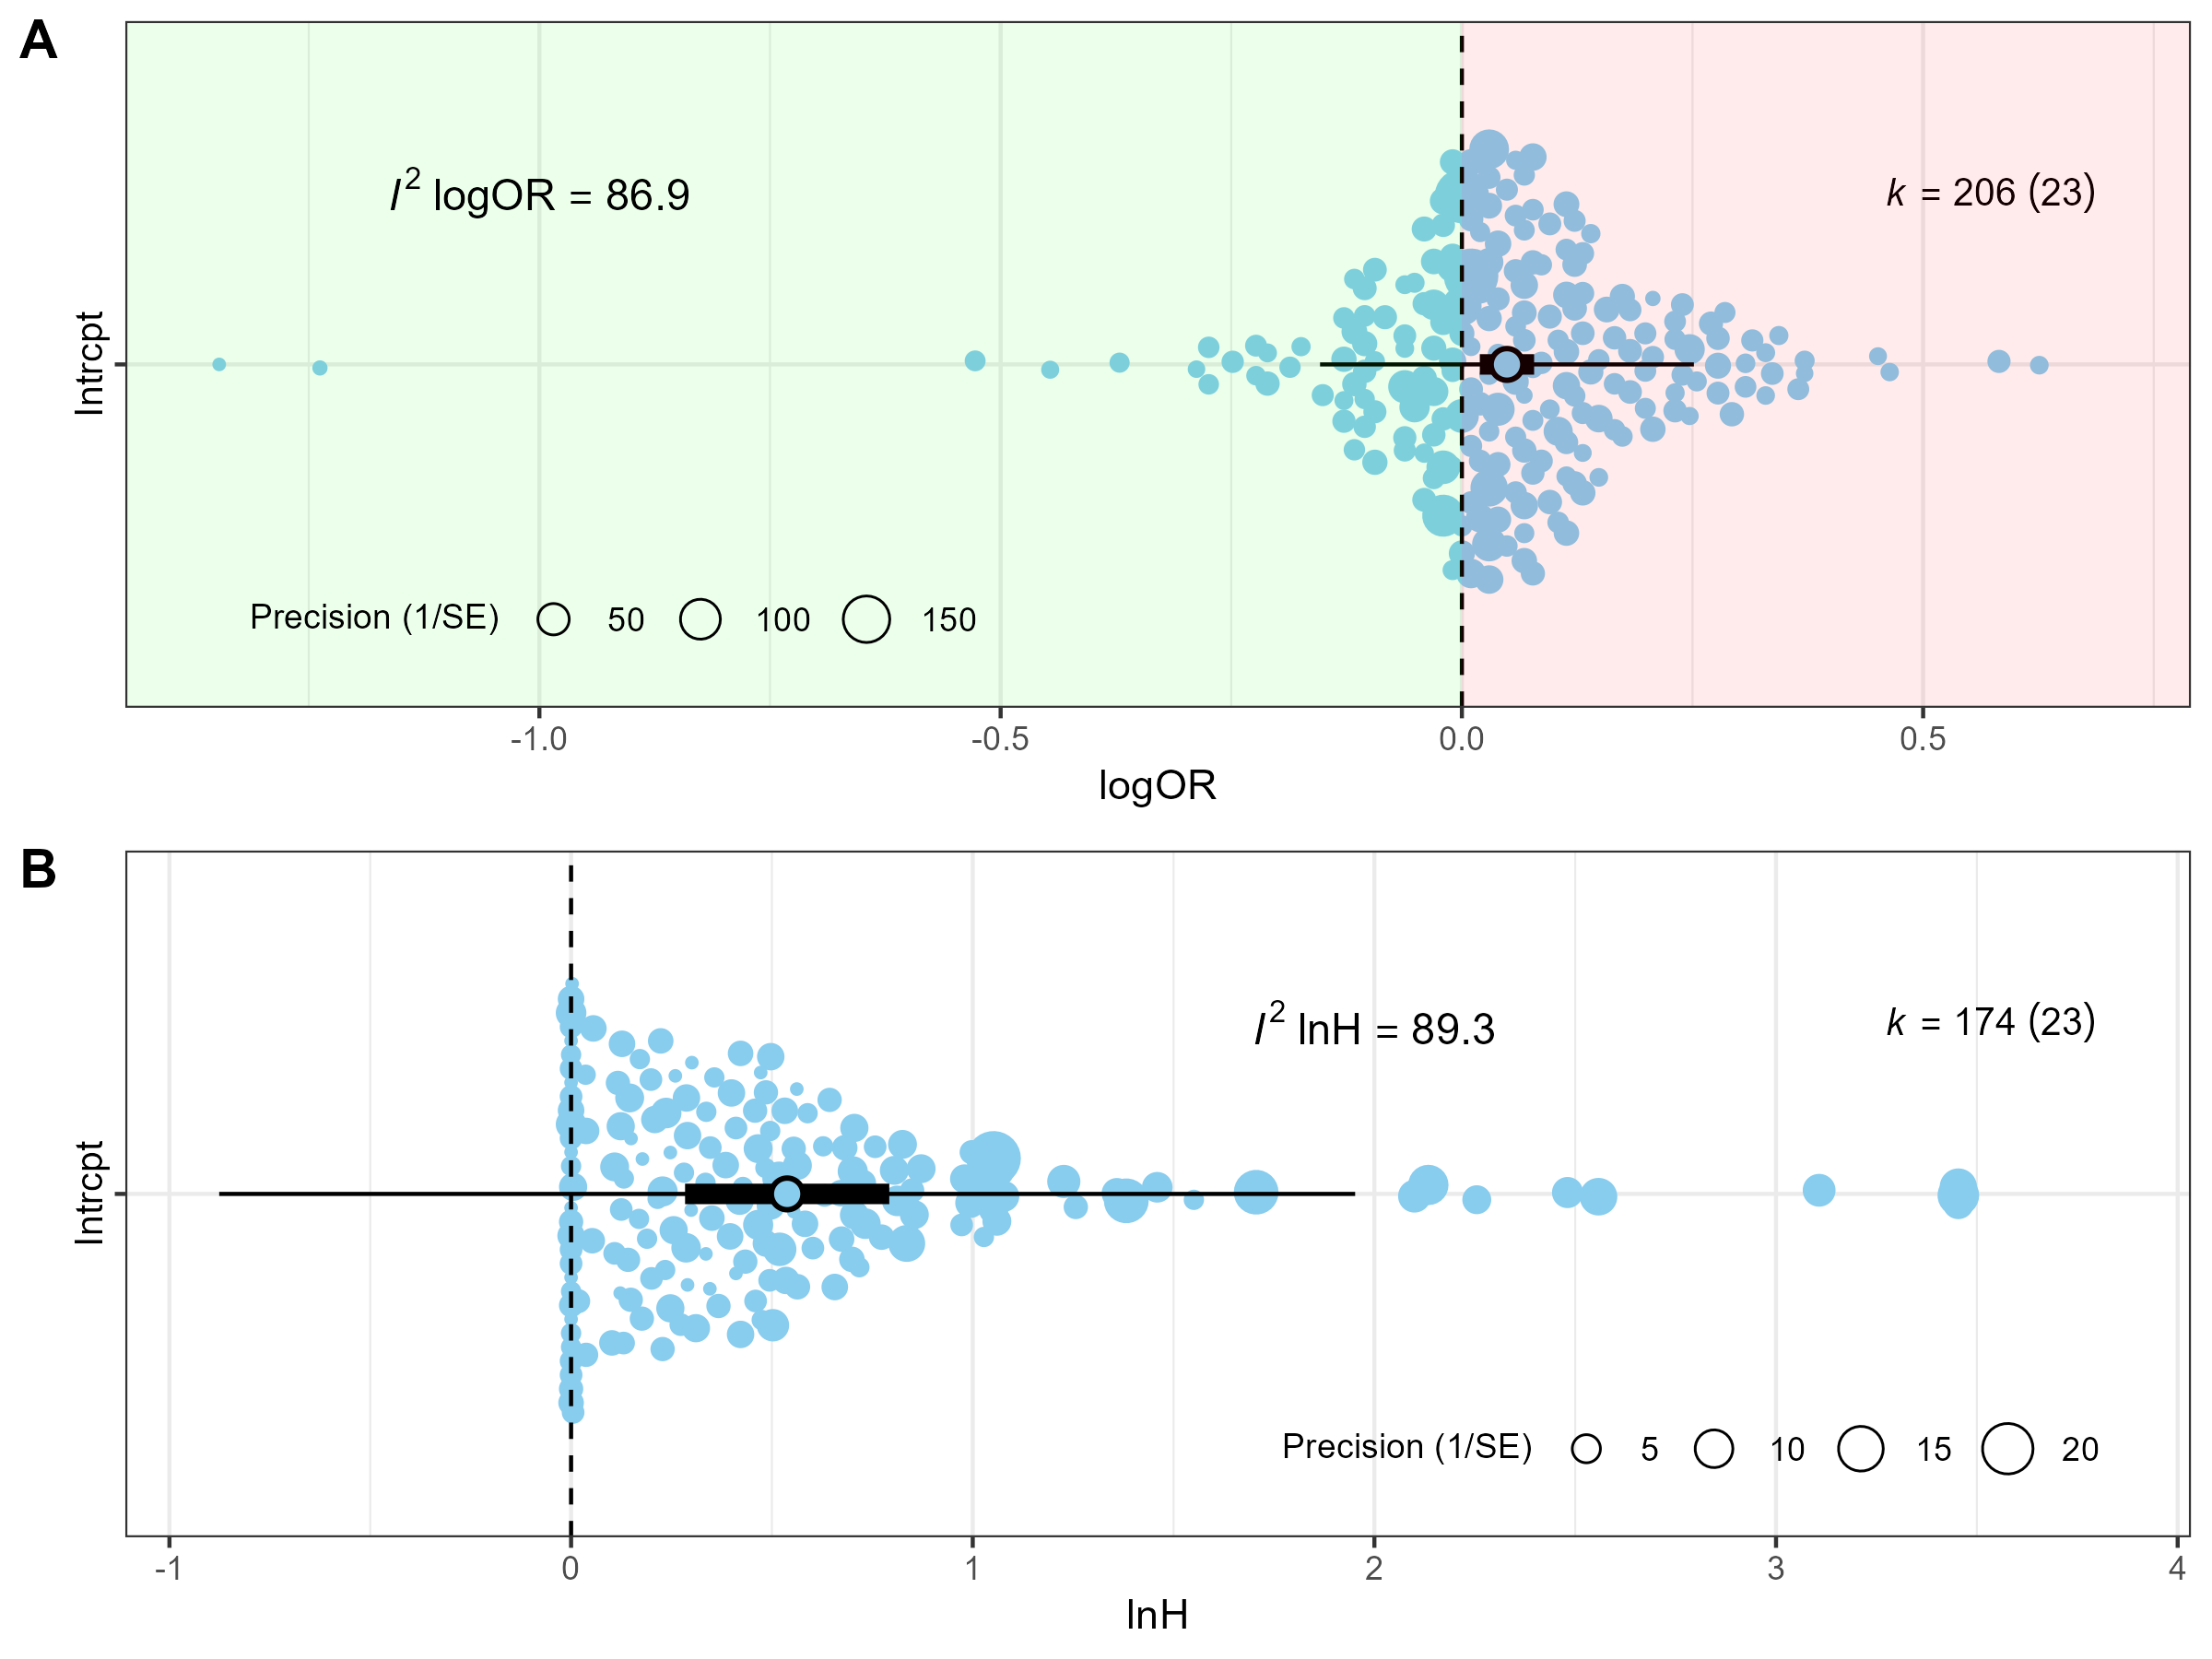 A
I² logOR = 86.9
k = 206 (23)
Intrcpt
Precision (1/SE) 50 100 150
-1.0 -0.5 0.0 0.5
logOR
B
I² lnH = 89.3
k = 174 (23)
Intrcpt
Precision (1/SE) 5 10 15 20
-1 0 1 2 3 4
lnH